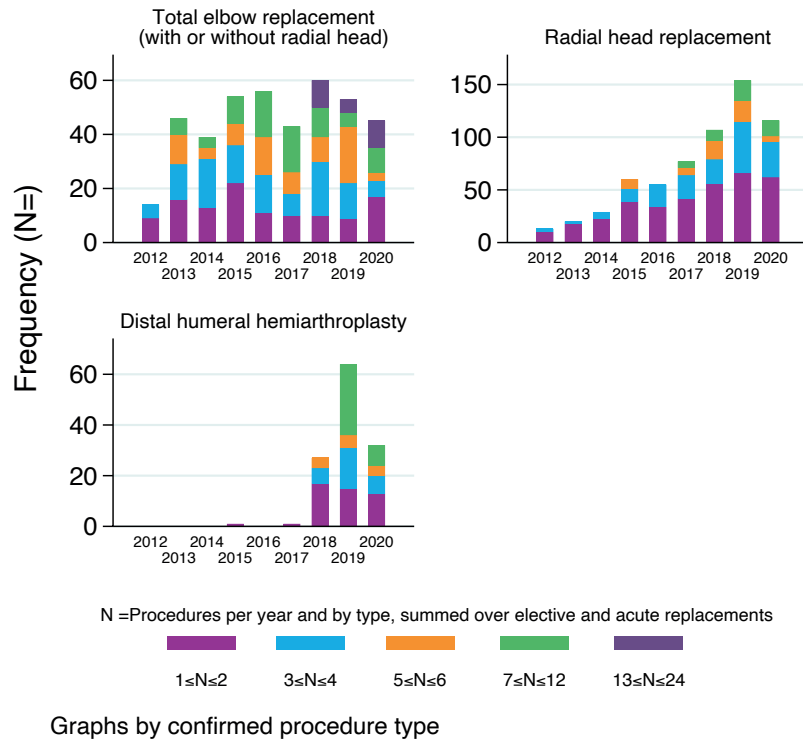 Total elbow replacement
(with or without radial head)
Radial head replacement
Frequency (N=)
60
40
20
0
2012 2014 2016 2018 2020
2013 2015 2017 2019
150
100
50
0
2012 2014 2016 2018 2020
2013 2015 2017 2019
Distal humeral hemiarthroplasty
60
40
20
0
2012 2014 2016 2018 2020
2013 2015 2017 2019
N =Procedures per year and by type, summed over elective and acute replacements
1≤N≤2 3≤N≤4 5≤N≤6 7≤N≤12 13≤N≤24
Graphs by confirmed procedure type